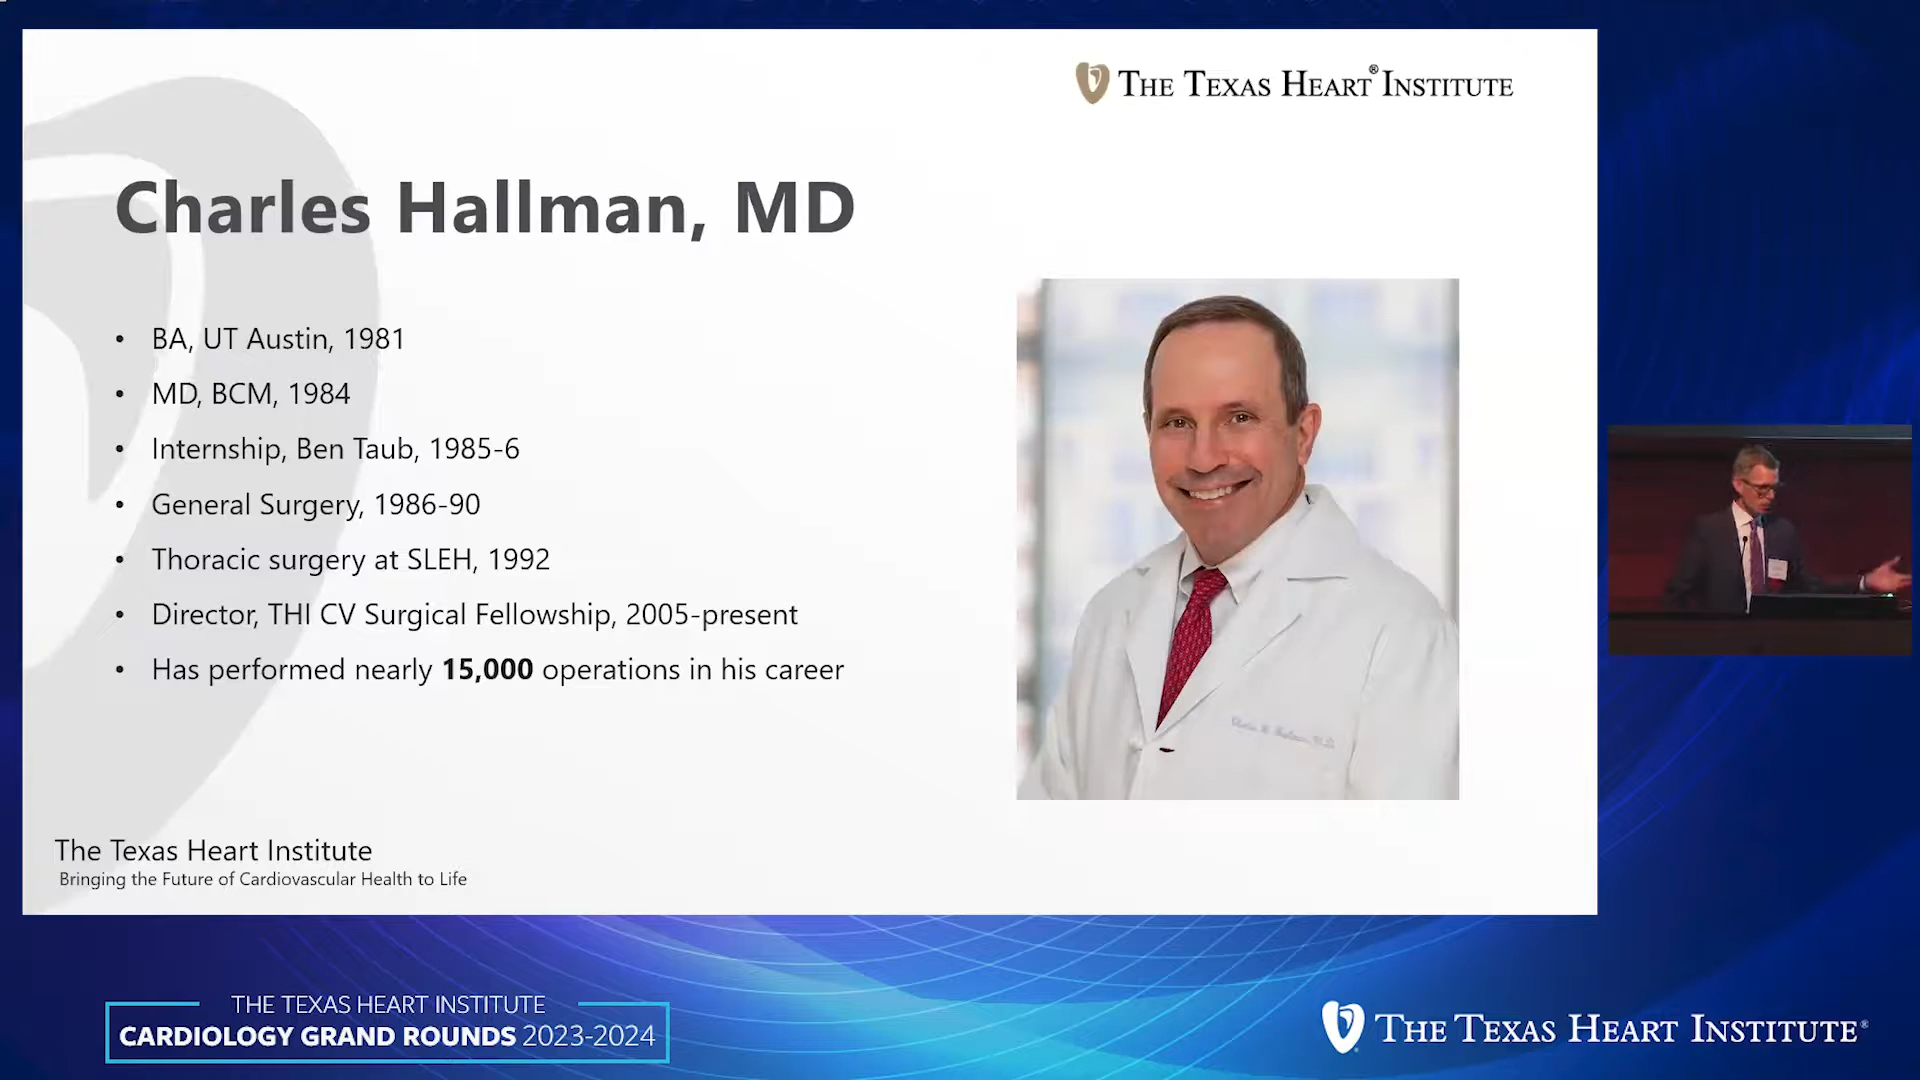 THE TEXAS HEART® INSTITUTE
Charles Hallman, MD
• BA, UT Austin, 1981
• MD, BCM, 1984
• Internship, Ben Taub, 1985-6
• General Surgery, 1986-90
• Thoracic surgery at SLEH, 1992
• Director, THI CV Surgical Fellowship, 2005-present
• Has performed nearly 15,000 operations in his career
The Texas Heart Institute
Bringing the Future of Cardiovascular Health to Life
THE TEXAS HEART INSTITUTE
CARDIOLOGY GRAND ROUNDS 2023-2024
THE TEXAS HEART INSTITUTE®